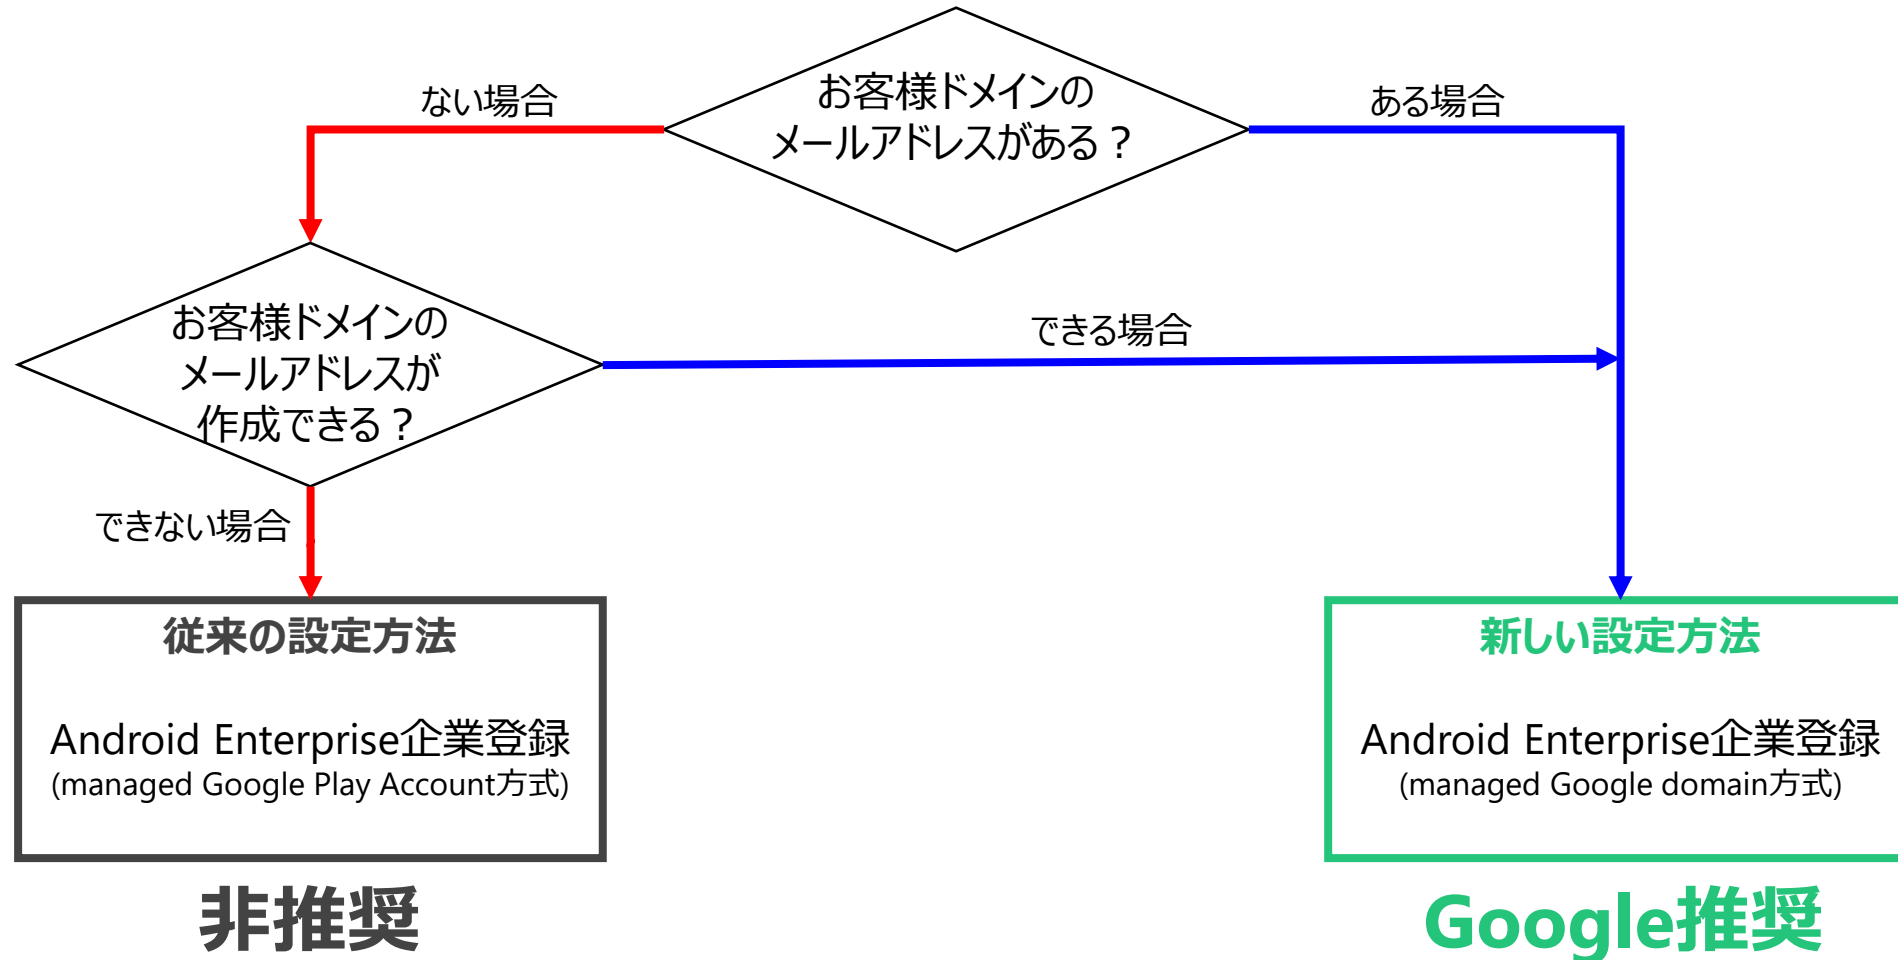 お客様ドメインの
メールアドレスがある？
ない場合
ある場合
お客様ドメインの
メールアドレスが
作成できる？
できる場合
できない場合
従来の設定方法
Android Enterprise企業登録
(managed Google Play Account方式)
非推奨
新しい設定方法
Android Enterprise企業登録
(managed Google domain方式)
Google推奨